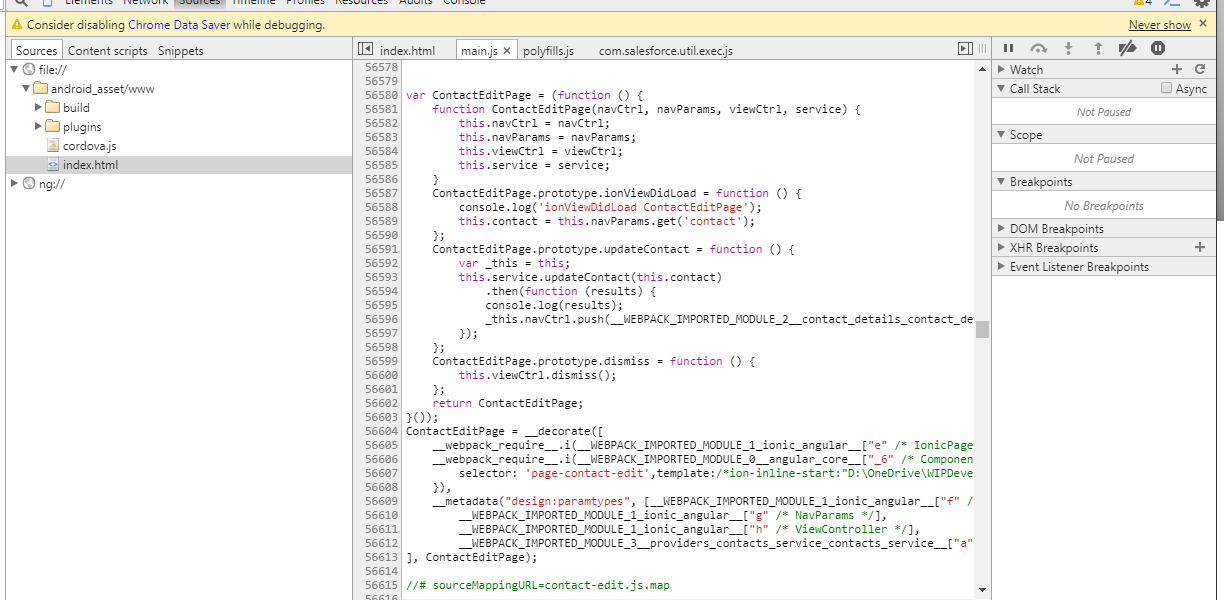 Elements Network Sources Timeline Profiles Resources Audits Console 4
Consider disabling Chrome Data Saver while debugging. Never show ×
Sources Content scripts Snippets
file://
android_asset/www
build
plugins
cordova.js
index.html
ng://
index.html main.js × polyfills.js com.salesforce.util.exec.js
56578
56579
56580 var ContactEditPage = (function () {
56581 function ContactEditPage(navCtrl, navParams, viewCtrl, service) {
56582 this.navCtrl = navCtrl;
56583 this.navParams = navParams;
56584 this.viewCtrl = viewCtrl;
56585 this.service = service;
56586 }
56587 ContactEditPage.prototype.ionViewDidLoad = function () {
56588 console.log('ionViewDidLoad ContactEditPage');
56589 this.contact = this.navParams.get('contact');
56590 };
56591 ContactEditPage.prototype.updateContact = function () {
56592 var _this = this;
56593 this.service.updateContact(this.contact)
56594 .then(function (results) {
56595 console.log(results);
56596 _this.navCtrl.push(__WEBPACK_IMPORTED_MODULE_2__contact_details_contact_de
56597 });
56598 };
56599 ContactEditPage.prototype.dismiss = function () {
56600 this.viewCtrl.dismiss();
56601 };
56602 return ContactEditPage;
56603 }());
56604 ContactEditPage = __decorate([
56605 __webpack_require__.i(__WEBPACK_IMPORTED_MODULE_1_ionic_angular__["e" /* IonicPage
56606 __webpack_require__.i(__WEBPACK_IMPORTED_MODULE_0__angular_core__["_6" /* Component
56607 selector: 'page-contact-edit',template:/*ion-inline-start:"D:\OneDrive\WIPDeve
56608 }),
56609 __metadata("design:paramtypes", [__WEBPACK_IMPORTED_MODULE_1_ionic_angular__["f" /
56610 __WEBPACK_IMPORTED_MODULE_1_ionic_angular__["g" /* NavParams */],
56611 __WEBPACK_IMPORTED_MODULE_1_ionic_angular__["h" /* ViewController */],
56612 __WEBPACK_IMPORTED_MODULE_3__providers_contacts_service_contacts_service__["a"
56613 ], ContactEditPage);
56614
56615 //# sourceMappingURL=contact-edit.js.map
56616
Watch
Call Stack Async
Not Paused
Scope
Not Paused
Breakpoints
No Breakpoints
DOM Breakpoints
XHR Breakpoints
Event Listener Breakpoints